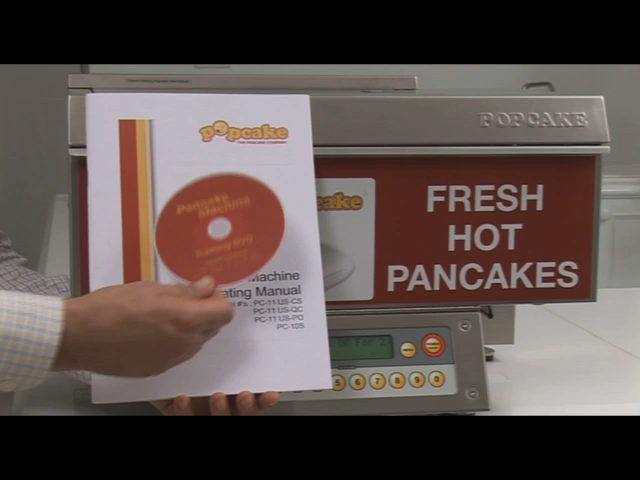 POPCAKE
popcake
THE PANCAKE COMPANY
Pancake
Machine
Training DVD
Machine
ating Manual
PC-11 US-CS
PC-11 US-QC
PC-11 US-PO
PC-10S
cake
FRESH
HOT
PANCAKES
5 6 7 8 9 0